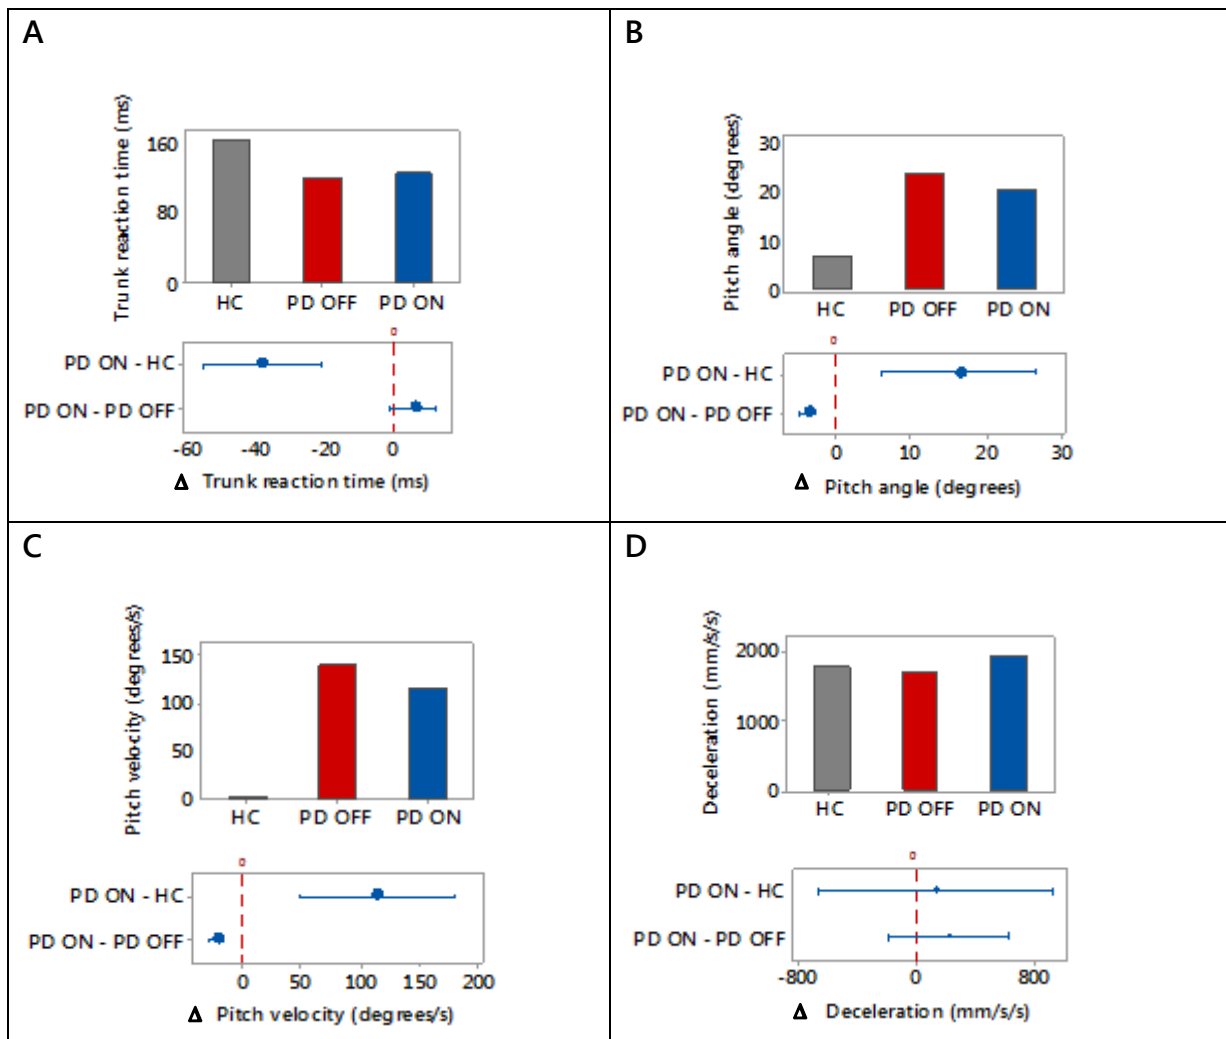 A
Trunk reaction time (ms)
160
80
0
HC PD OFF PD ON
0
PD ON - HC
PD ON - PD OFF
-60 -40 -20 0
Δ Trunk reaction time (ms)
B
Pitch angle (degrees)
30
20
10
0
HC PD OFF PD ON
0
PD ON - HC
PD ON - PD OFF
0 10 20 30
Δ Pitch angle (degrees)
C
Pitch velocity (degrees/s)
150
100
50
0
HC PD OFF PD ON
0
PD ON - HC
PD ON - PD OFF
0 50 100 150 200
Δ Pitch velocity (degrees/s)
D
Deceleration (mm/s/s)
2000
1000
0
HC PD OFF PD ON
0
PD ON - HC
PD ON - PD OFF
-800 0 800
Δ Deceleration (mm/s/s)